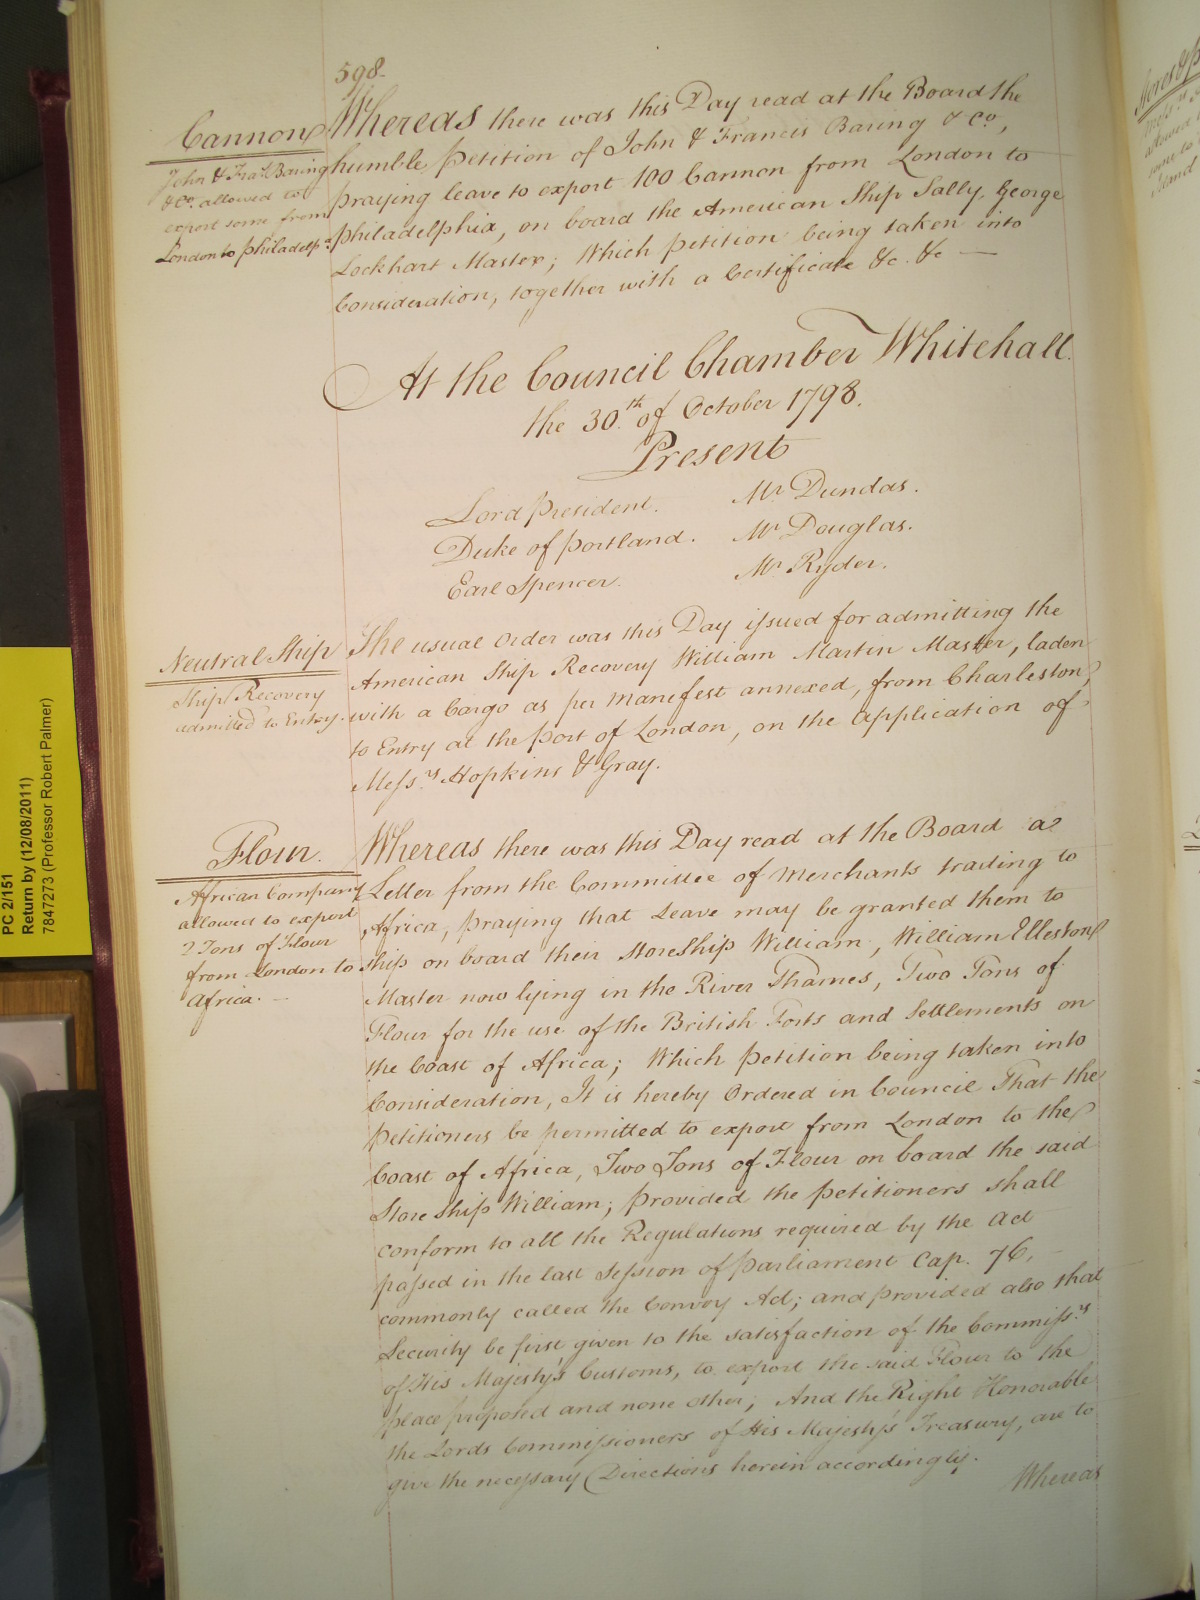 598.
Cannon
John & Fra.s Baring
& Co. allowed to
export some from
London to Philadelp.a
Whereas there was this Day read at the Board the
humble Petition of John & Francis Baring & Co,
praying leave to export 100 Cannon from London to
Philadelphia, on board the American Ship Sally, George
Lockhart Master; Which Petition being taken into
Consideration, together with a Certificate &c. &c —
At the Council Chamber Whitehall.
the 30.th of October 1798.
Present
Lord President. Mr. Dundas.
Duke of Portland. Mr. Douglas.
Earl Spencer. Mr. Ryder.
Neutral Ship
Ship Recovery
admitted to Entry.
The usual Order was this Day issued for admitting the
American Ship Recovery William Martin Master, laden
with a Cargo as per Manifest annexed, from Charleston,
to Entry at the Port of London, on the Application of
Mess.rs Hopkins & Gray.
Flour.
African Company
allowed to export
2 Tons of Flour
from London to
Africa. —
Whereas there was this Day read at the Board a
Letter from the Committee of Merchants trading to
Africa, praying that Leave may be granted them to
Ship on board their Storeship William, William Elleston
Master now lying in the River Thames, Two Tons of
Flour for the use of the British Forts and Settlements on
the Coast of Africa; Which Petition being taken into
Consideration, It is hereby Ordered in Council That the
Petitioners be permitted to export from London to the
Coast of Africa, Two Tons of Flour on board the said
Store Ship William; provided the Petitioners shall
conform to all the Regulations required by the Act
passed in the last Session of Parliament Cap. 76,
commonly called the Convoy Act; and provided also that
Security be first given to the satisfaction of the Commiss.rs
of His Majesty's Customs, to export the said Flour to the
place proposed and none other; And the Right Honorable
the Lords Commissioners of His Majesty's Treasury, are to
give the necessary Directions herein accordingly.
Whereas
PC 2/151
Return by (12/08/2011)
7847273 (Professor Robert Palmer)